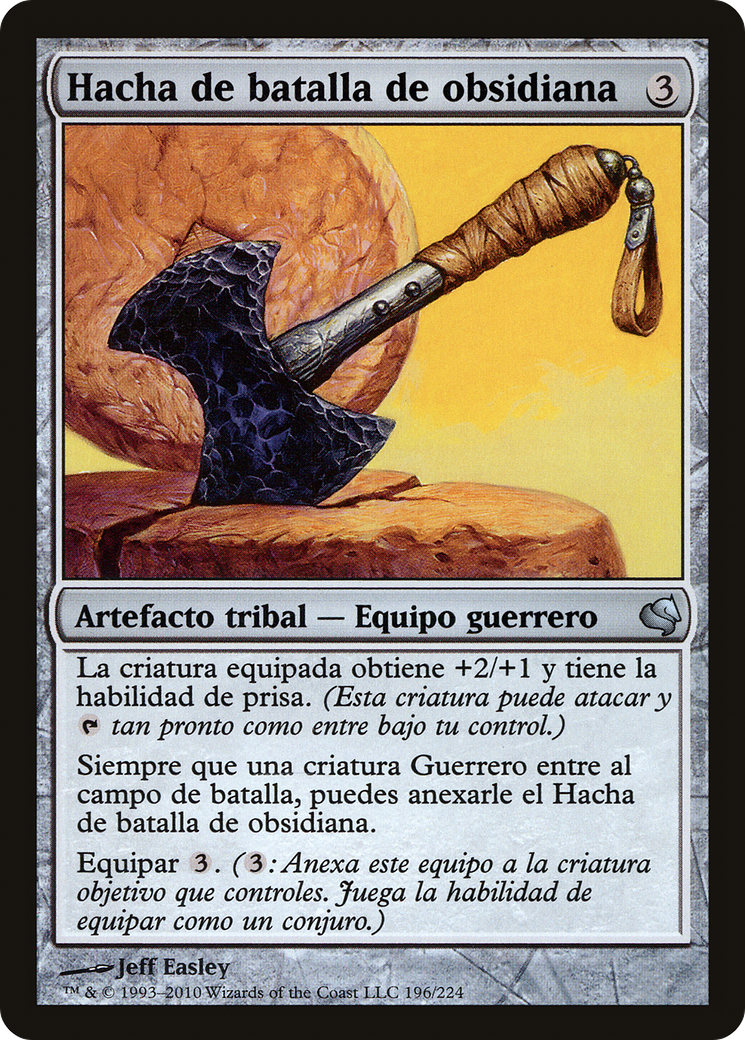 Hacha de batalla de obsidiana 3
Artefacto tribal — Equipo guerrero
La criatura equipada obtiene +2/+1 y tiene la
habilidad de prisa. (Esta criatura puede atacar y
tan pronto como entre bajo tu control.)
Siempre que una criatura Guerrero entre al
campo de batalla, puedes anexarle el Hacha
de batalla de obsidiana.
Equipar 3. (3: Anexa este equipo a la criatura
objetivo que controles. Juega la habilidad de
equipar como un conjuro.)
Jeff Easley
™ & © 1993–2010 Wizards of the Coast LLC 196/224